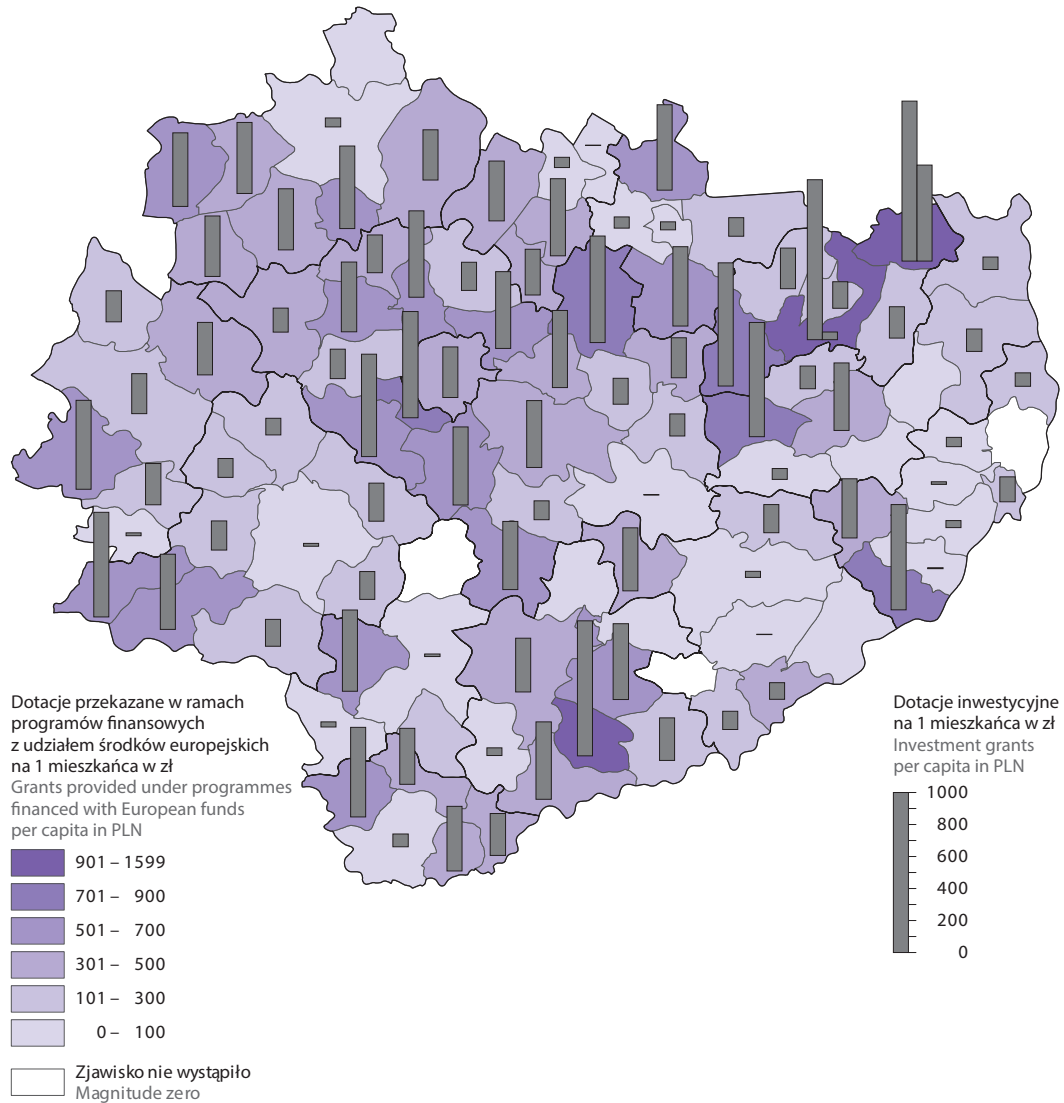 Dotacje przekazane w ramach
programów finansowych
z udziałem środków europejskich
na 1 mieszkańca w zł
Grants provided under programmes
financed with European funds
per capita in PLN
901 – 1599
701 – 900
501 – 700
301 – 500
101 – 300
0 – 100
Zjawisko nie wystąpiło
Magnitude zero
Dotacje inwestycyjne
na 1 mieszkańca w zł
Investment grants
per capita in PLN
1000
800
600
400
200
0